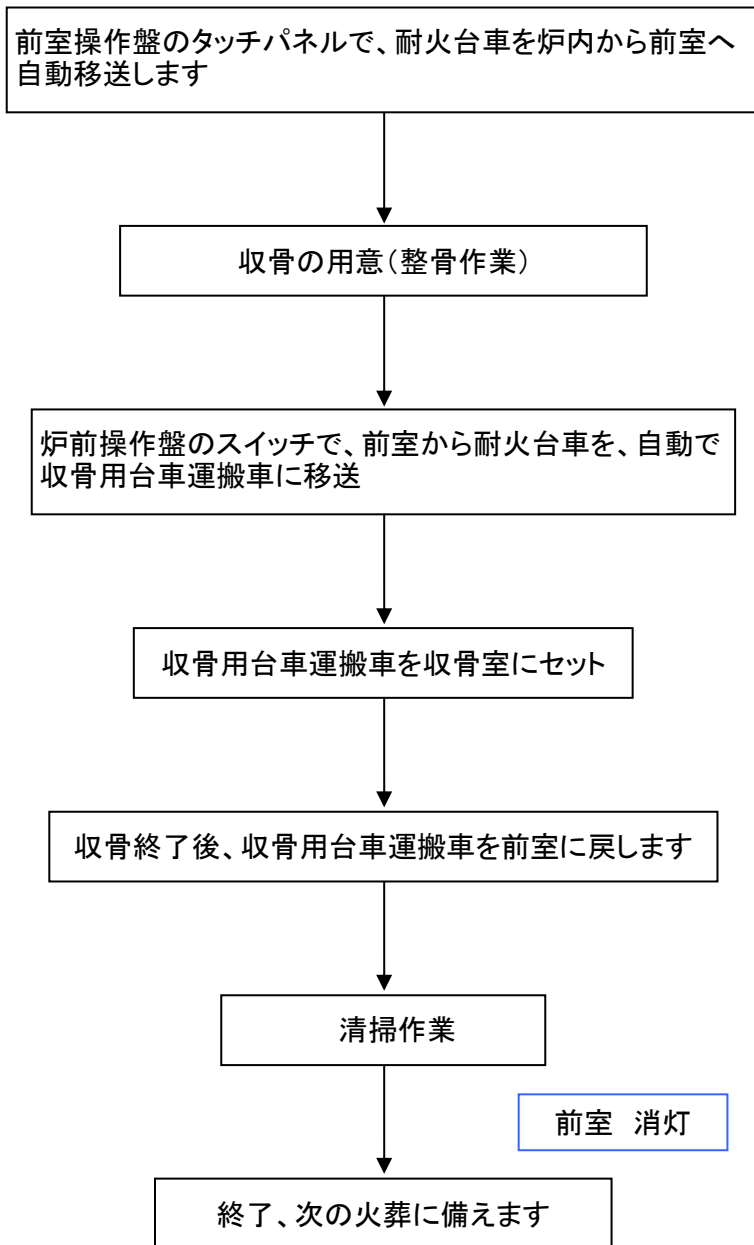 前室操作盤のタッチパネルで、耐火台車を炉内から前室へ
自動移送します
収骨の用意(整骨作業)
炉前操作盤のスイッチで、前室から耐火台車を、自動で
収骨用台車運搬車に移送
収骨用台車運搬車を収骨室にセット
収骨終了後、収骨用台車運搬車を前室に戻します
清掃作業
前室　消灯
終了、次の火葬に備えます